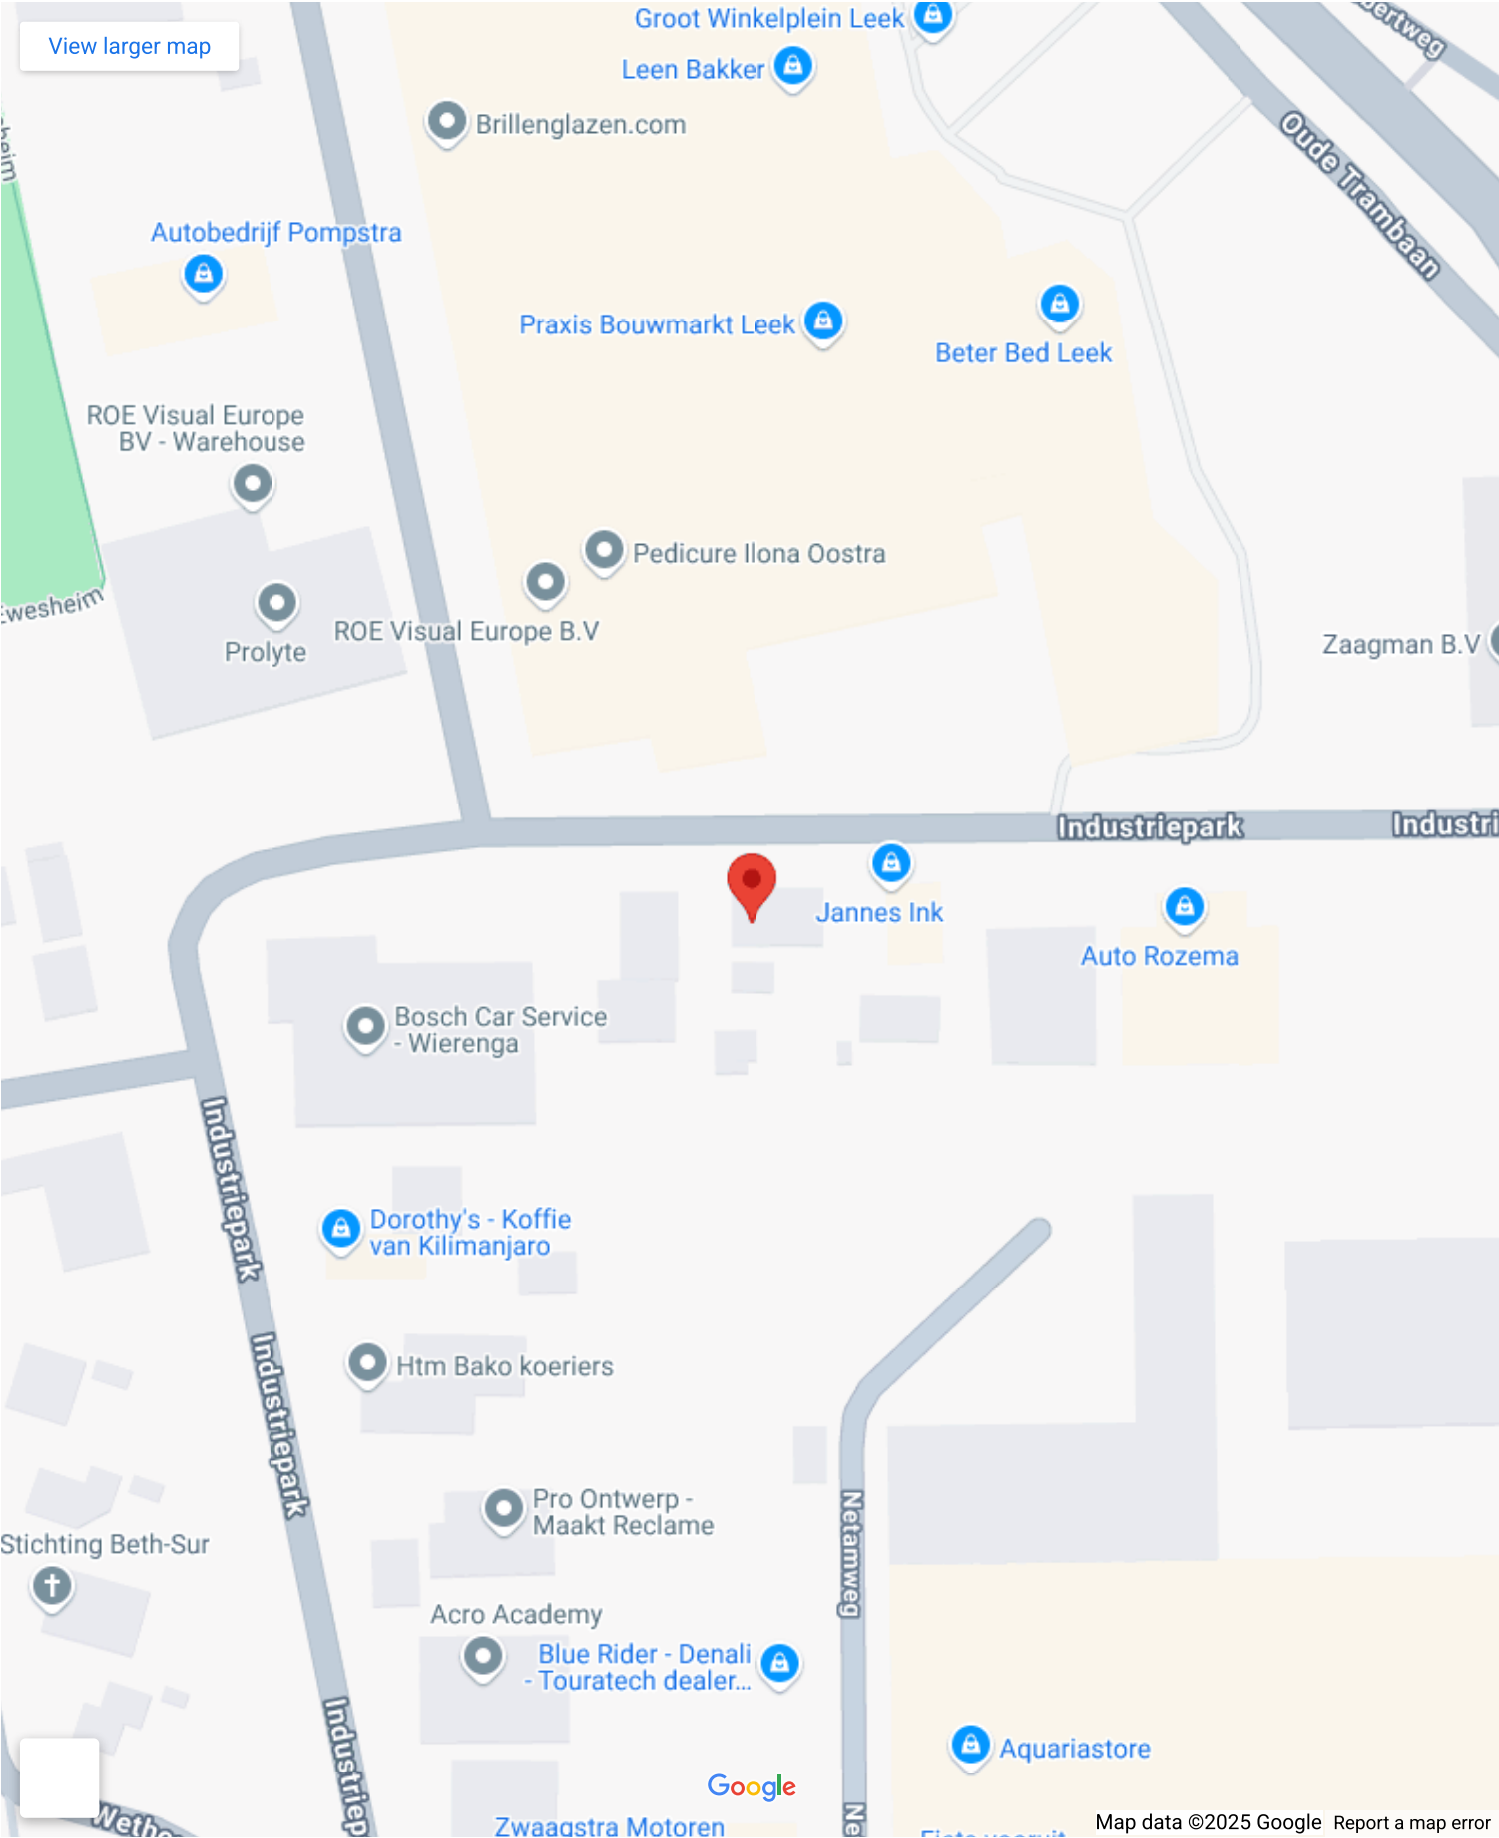 Groot Winkelplein Leek
View larger map
Leen Bakker
Brillenglazen.com
Oude Trambaan
Autobedrijf Pompstra
Praxis Bouwmarkt Leek
Beter Bed Leek
ROE Visual Europe
BV - Warehouse
Pedicure Ilona Oostra
ROE Visual Europe B.V
Prolyte
Zaagman B.V
Industriepark
Industri
Jannes Ink
Auto Rozema
Bosch Car Service
- Wierenga
Industriepark
Dorothy's - Koffie
van Kilimanjaro
Industriepark
Htm Bako koeriers
Pro Ontwerp -
Maakt Reclame
Netamweg
Stichting Beth-Sur
Acro Academy
Blue Rider - Denali
- Touratech dealer...
Industriep
Aquariastore
Google
Wethe
Zwaagstra Motoren
Ne
Map data ©2025 Google
Report a map error